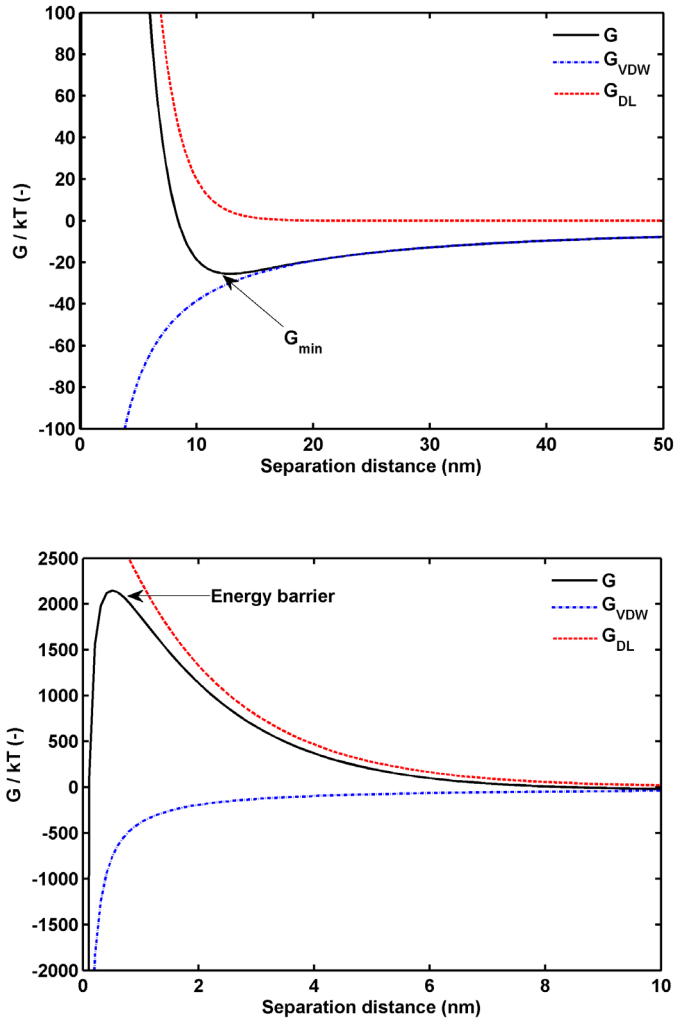 100
80
60
40
20
0
-20
-40
-60
-80
-100
G / kT (-)
G
G_VDW
G_DL
G_min
0
10
20
30
40
50
Separation distance (nm)
2500
2000
1500
1000
500
0
-500
-1000
-1500
-2000
G / kT (-)
Energy barrier
G
G_VDW
G_DL
0
2
4
6
8
10
Separation distance (nm)